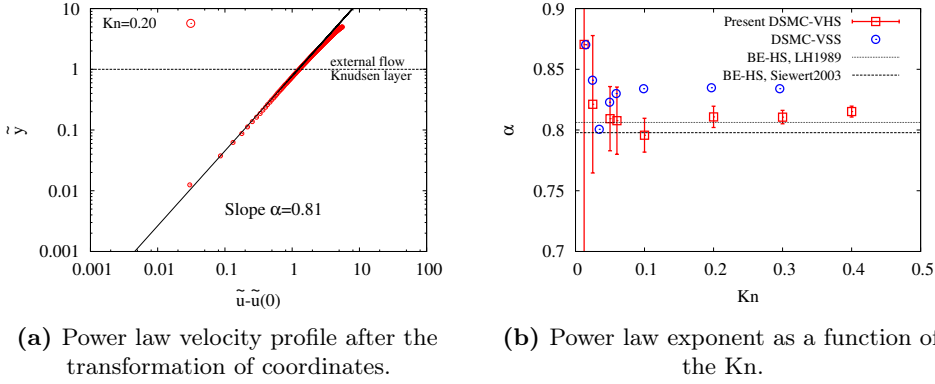 Kn=0.20
external flow
Knudsen layer
Slope α=0.81
10
1
0.1
0.01
0.001
ỹ
0.001
0.01
0.1
1
10
100
ũ-ũ(0)
(a) Power law velocity profile after the
transformation of coordinates.
Present DSMC-VHS
DSMC-VSS
BE-HS, LH1989
BE-HS, Siewert2003
0.9
0.85
0.8
0.75
0.7
α
0
0.1
0.2
0.3
0.4
0.5
Kn
(b) Power law exponent as a function of
the Kn.